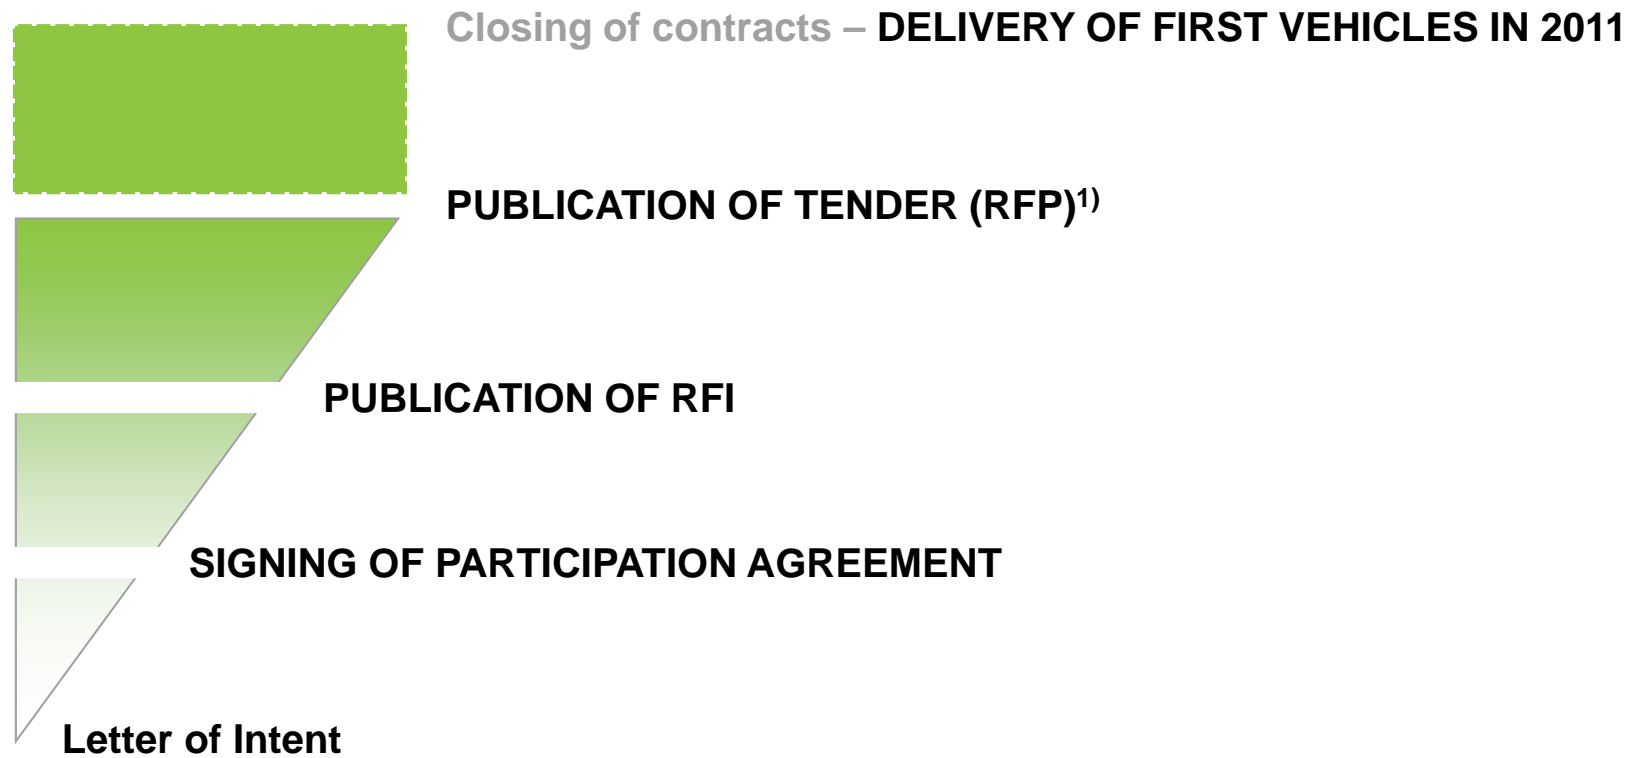 Closing of contracts – DELIVERY OF FIRST VEHICLES IN 2011
PUBLICATION OF TENDER (RFP)1)
PUBLICATION OF RFI
SIGNING OF PARTICIPATION AGREEMENT
Letter of Intent